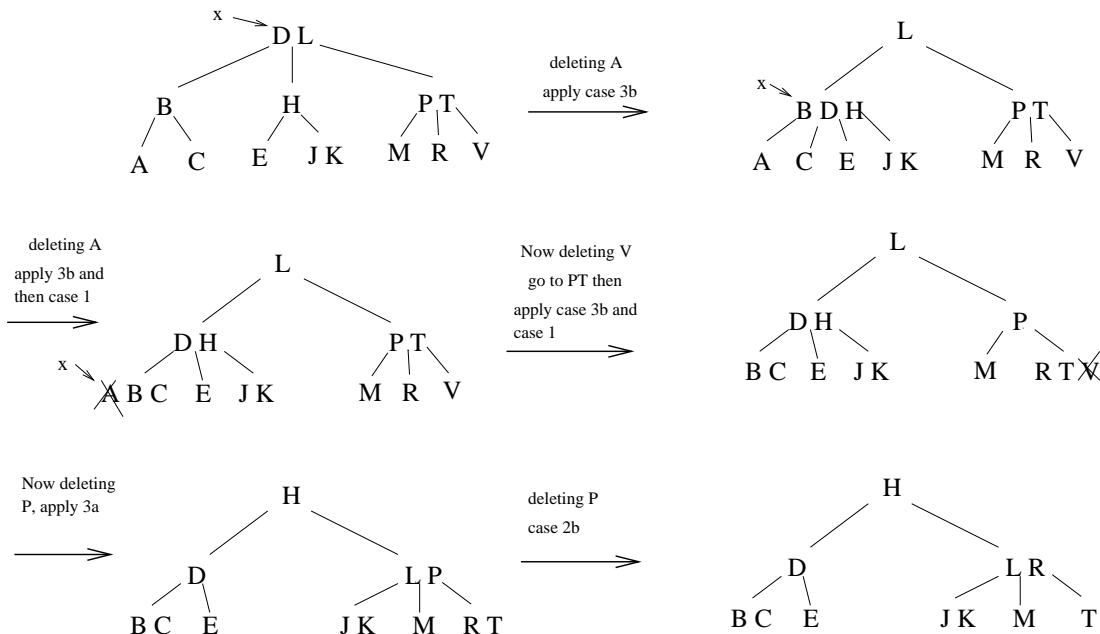 x
D L
B H P T
A C E J K M R V
deleting A
apply case 3b
L
x
B D H P T
A C E J K M R V
deleting A
apply 3b and
then case 1
L
D H P T
x
A B C E J K M R V
Now deleting V
go to PT then
apply case 3b and
case 1
L
D H P
B C E J K M R T V
Now deleting
P, apply 3a
H
D L P
B C E J K M R T
deleting P
case 2b
H
D L R
B C E J K M T